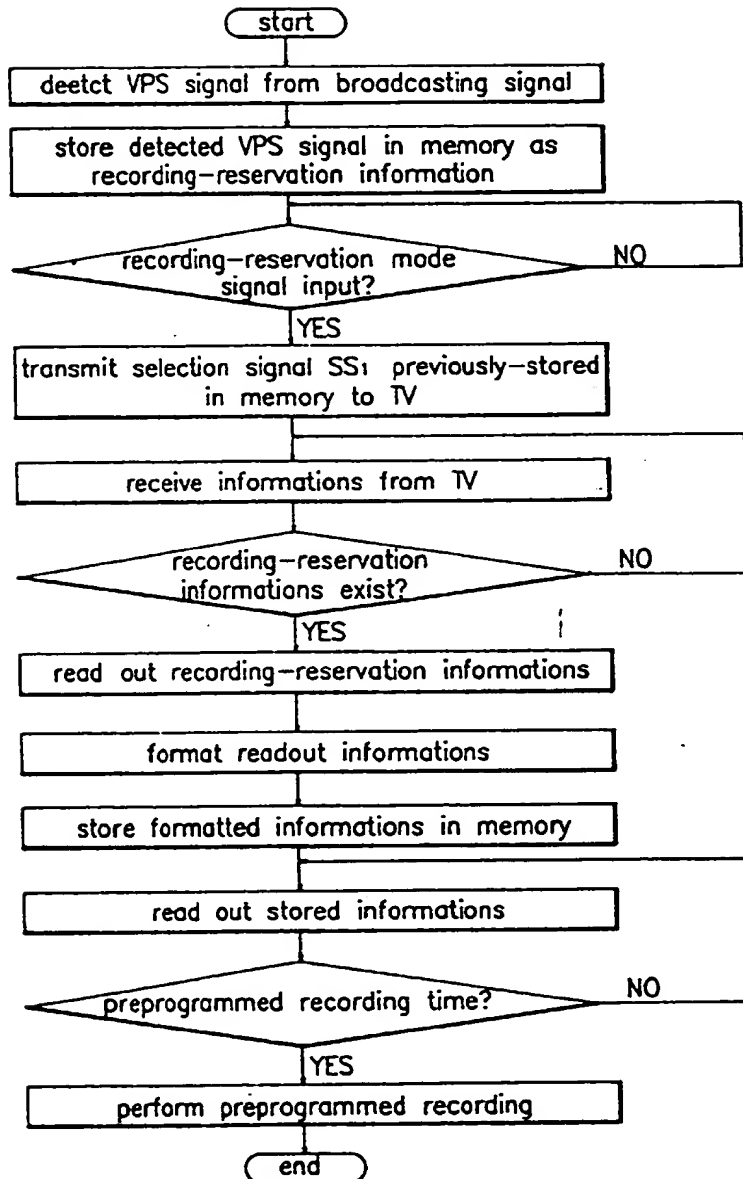 start
deetct VPS signal from broadcasting signal
store detected VPS signal in memory as
recording-reservation information
recording-reservation mode
signal input?
NO
YES
transmit selection signal SS1 previously-stored
in memory to TV
receive informations from TV
recording-reservation
informations exist?
NO
YES
read out recording-reservation informations
format readout informations
store formatted informations in memory
read out stored informations
preprogrammed recording time?
NO
YES
perform preprogrammed recording
end